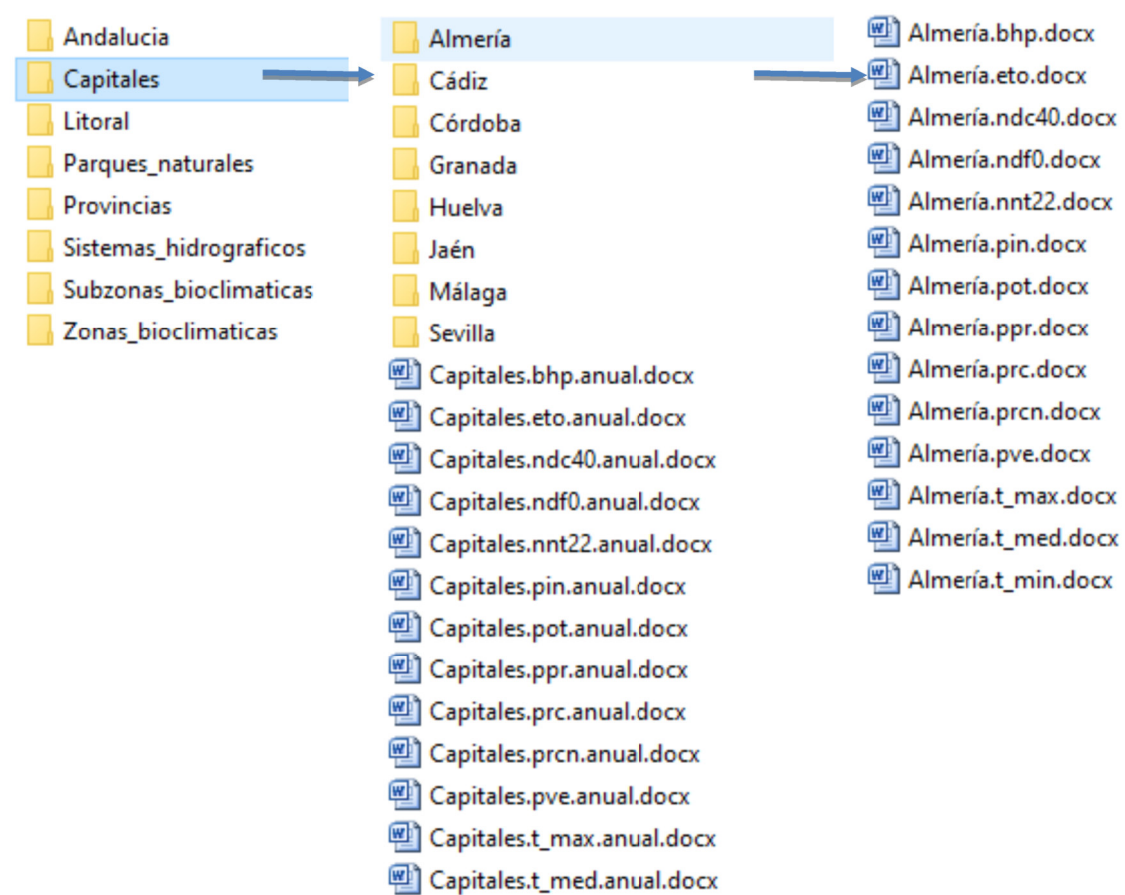 Andalucia
Capitales
Litoral
Parques_naturales
Provincias
Sistemas_hidrograficos
Subzonas_bioclimaticas
Zonas_bioclimaticas
Almería
Cádiz
Córdoba
Granada
Huelva
Jaén
Málaga
Sevilla
Capitales.bhp.anual.docx
Capitales.eto.anual.docx
Capitales.ndc40.anual.docx
Capitales.ndf0.anual.docx
Capitales.nnt22.anual.docx
Capitales.pin.anual.docx
Capitales.pot.anual.docx
Capitales.ppr.anual.docx
Capitales.prc.anual.docx
Capitales.prcn.anual.docx
Capitales.pve.anual.docx
Capitales.t_max.anual.docx
Capitales.t_med.anual.docx
Almería.bhp.docx
Almería.eto.docx
Almería.ndc40.docx
Almería.ndf0.docx
Almería.nnt22.docx
Almería.pin.docx
Almería.pot.docx
Almería.ppr.docx
Almería.prc.docx
Almería.prcn.docx
Almería.pve.docx
Almería.t_max.docx
Almería.t_med.docx
Almería.t_min.docx